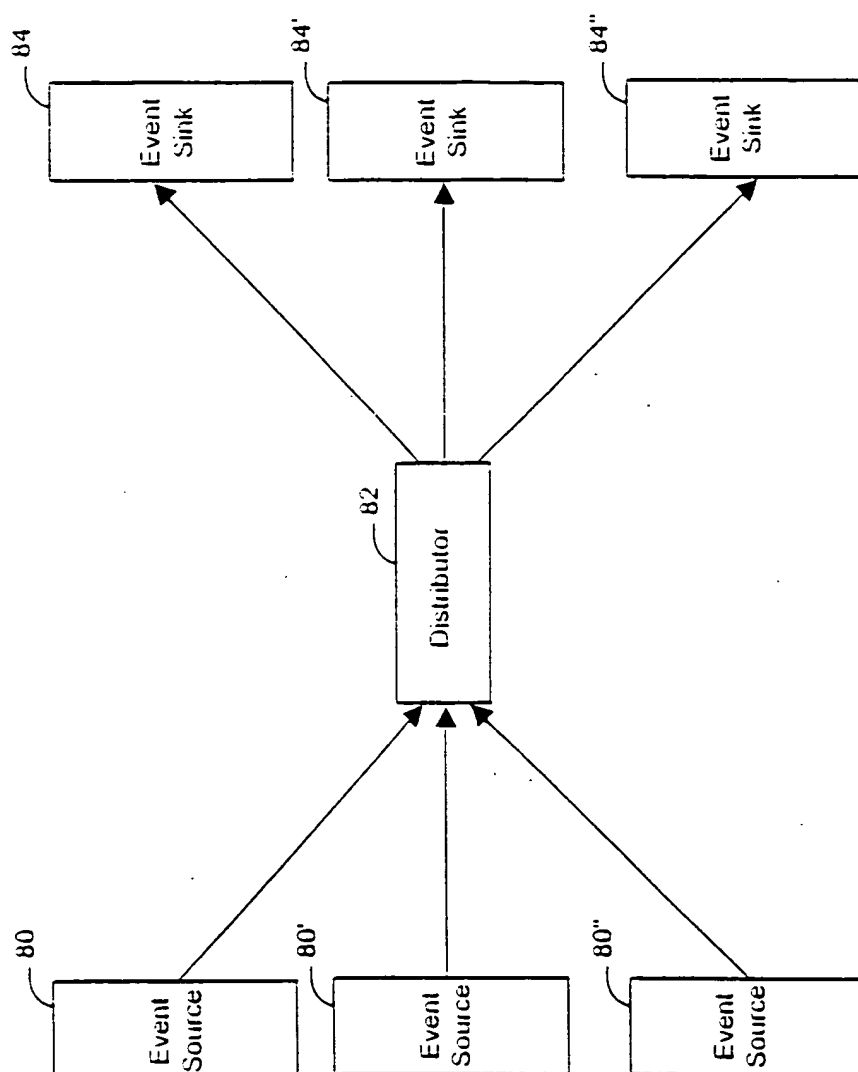 80
Event
Source
80'
Event
Source
80"
Event
Source
82
Distributor
84
Event
Sink
84'
Event
Sink
84"
Event
Sink